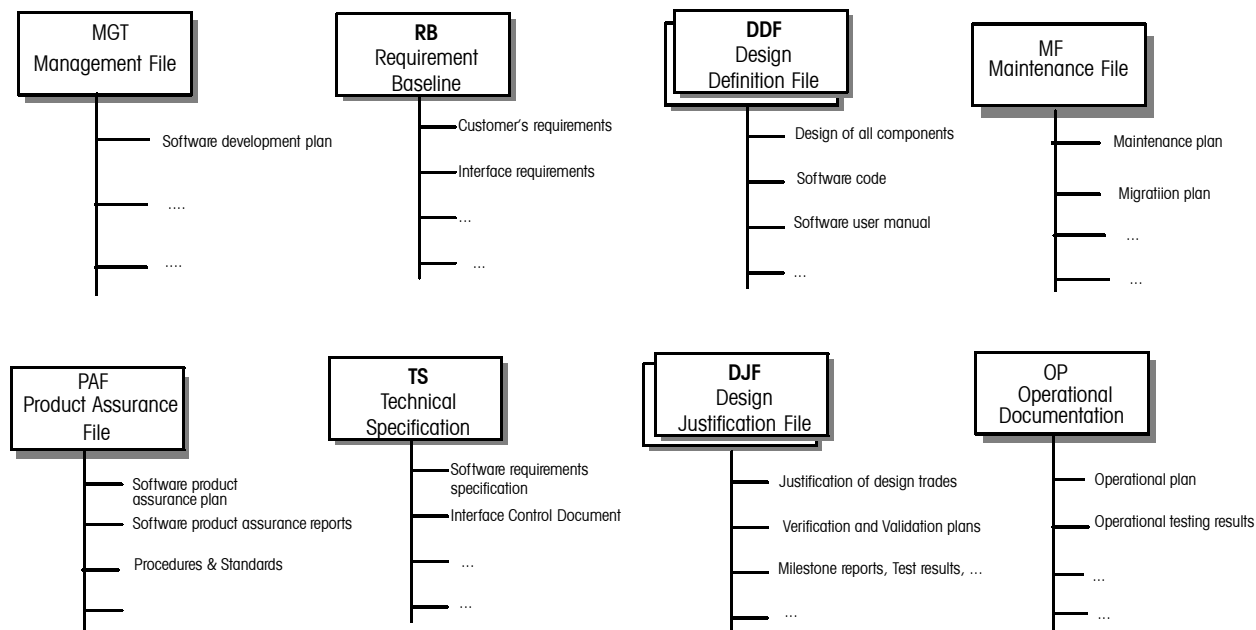 MGT
Management File
Software development plan
....
....
RB
Requirement
Baseline
Customer's requirements
Interface requirements
...
...
DDF
Design
Definition File
Design of all components
Software code
Software user manual
...
MF
Maintenance File
Maintenance plan
Migratiion plan
...
...
PAF
Product Assurance
File
Software product
assurance plan
Software product assurance reports
Procedures & Standards
TS
Technical
Specification
Software requirements
specification
Interface Control Document
...
...
DJF
Design
Justification File
Justification of design trades
Verification and Validation plans
Milestone reports, Test results, ...
...
OP
Operational
Documentation
Operational plan
Operational testing results
...
...